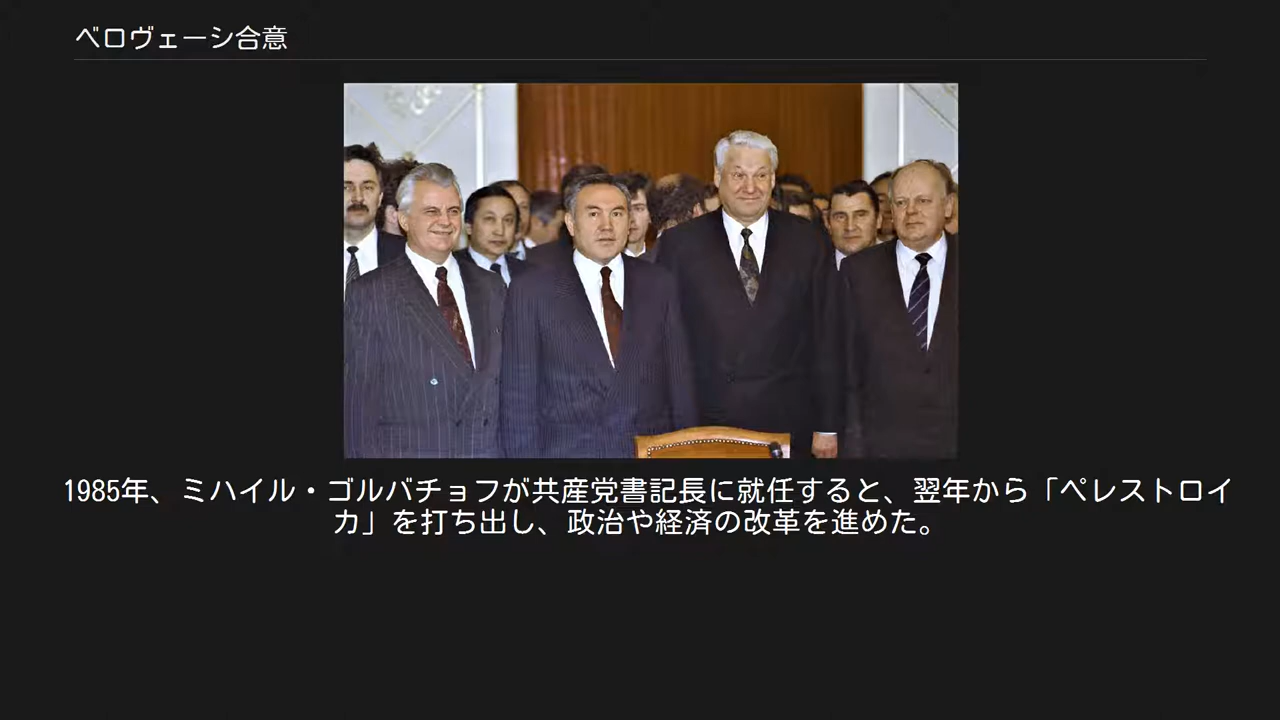 ベロヴェーシ合意
1985年、ミハイル・ゴルバチョフが共産党書記長に就任すると、翌年から「ペレストロイ
カ」を打ち出し、政治や経済の改革を進めた。